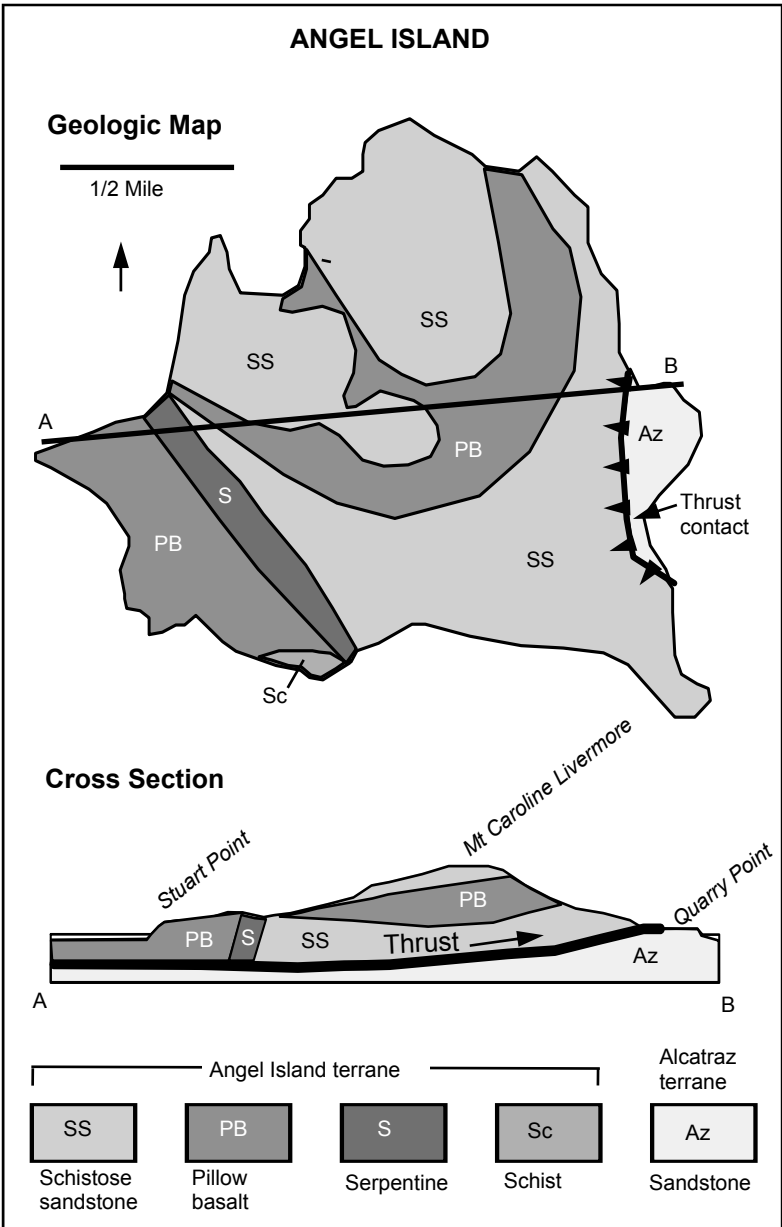 ANGEL ISLAND
Geologic Map
1/2 Mile
SS
SS
B
A
Az
PB
S
Thrust
contact
PB
SS
Sc
Cross Section
Mt Caroline Livermore
Stuart Point
Quarry Point
PB
PB
S
SS
Thrust
Az
A
B
Angel Island terrane
Alcatraz
terrane
SS
PB
S
Sc
Az
Schistose
sandstone
Pillow
basalt
Serpentine
Schist
Sandstone